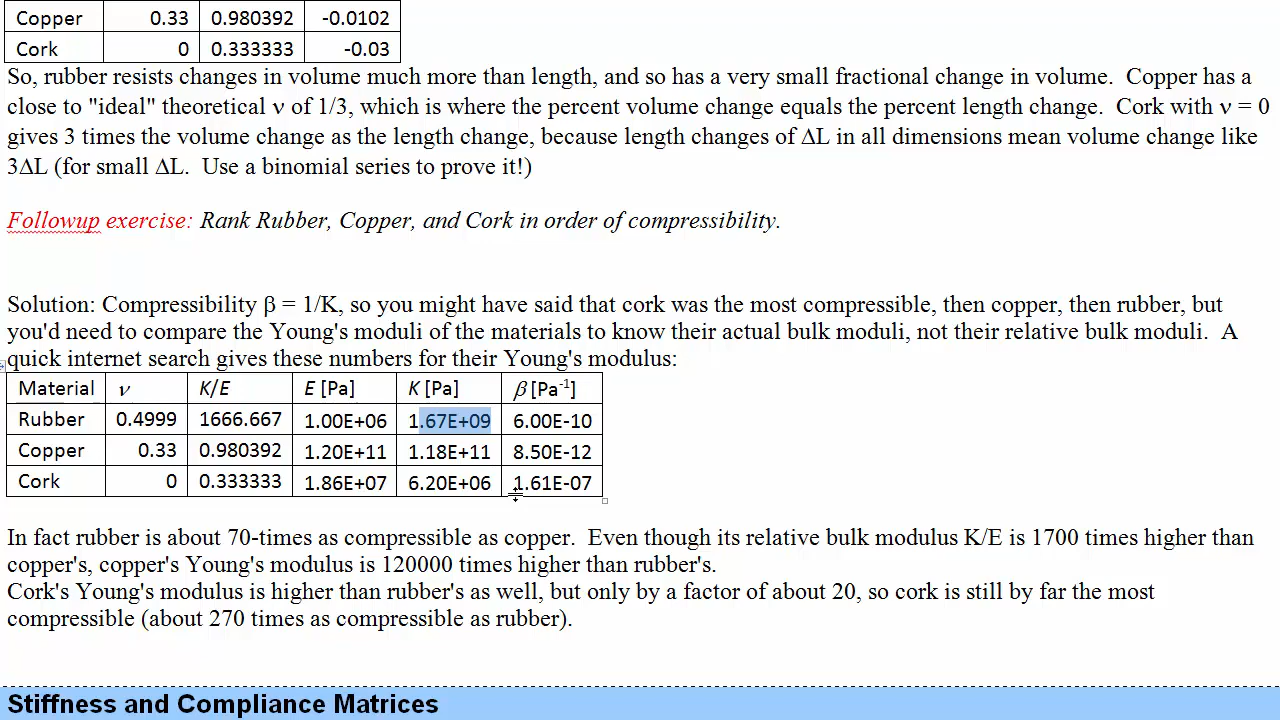 Copper 0.33 0.980392 -0.0102
Cork 0 0.333333 -0.03
So, rubber resists changes in volume much more than length, and so has a very small fractional change in volume. Copper has a
close to "ideal" theoretical ν of 1/3, which is where the percent volume change equals the percent length change. Cork with ν = 0
gives 3 times the volume change as the length change, because length changes of ΔL in all dimensions mean volume change like
3ΔL (for small ΔL. Use a binomial series to prove it!)
Followup exercise: Rank Rubber, Copper, and Cork in order of compressibility.
Solution: Compressibility β = 1/K, so you might have said that cork was the most compressible, then copper, then rubber, but
you'd need to compare the Young's moduli of the materials to know their actual bulk moduli, not their relative bulk moduli. A
quick internet search gives these numbers for their Young's modulus:
Material ν K/E E [Pa] K [Pa] β [Pa⁻¹]
Rubber 0.4999 1666.667 1.00E+06 1.67E+09 6.00E-10
Copper 0.33 0.980392 1.20E+11 1.18E+11 8.50E-12
Cork 0 0.333333 1.86E+07 6.20E+06 1.61E-07
In fact rubber is about 70-times as compressible as copper. Even though its relative bulk modulus K/E is 1700 times higher than
copper's, copper's Young's modulus is 120000 times higher than rubber's.
Cork's Young's modulus is higher than rubber's as well, but only by a factor of about 20, so cork is still by far the most
compressible (about 270 times as compressible as rubber).
Stiffness and Compliance Matrices